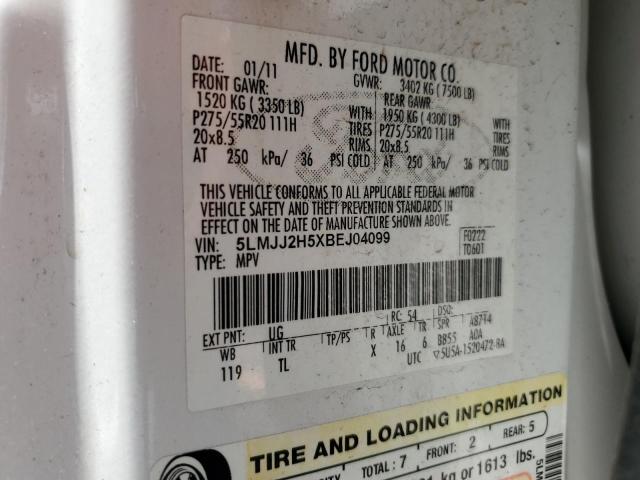 MFD. BY FORD MOTOR CO.
DATE: 01/11 GVWR: 3402 KG (7500 LB)
FRONT GAWR: REAR GAWR:
1520 KG (3350 LB) WITH 1950 KG (4300 LB) WITH
P275/55R20 111H TIRES P275/55R20 111H TIRES
20x8.5 RIMS 20x8.5 RIMS
AT 250 kPa/ 36 PSI COLD AT 250 kPa/ 36 PSI COLD
THIS VEHICLE CONFORMS TO ALL APPLICABLE FEDERAL MOTOR
VEHICLE SAFETY AND THEFT PREVENTION STANDARDS IN
EFFECT ON THE DATE OF MANUFACTURE SHOWN ABOVE.
VIN: 5LMJJ2H5XBEJ04099 F0222
TYPE: MPV T0601
EXT PNT: UG RC: 54 DSO:
WB INT TR TP/PS R AXLE TR SPR A8714
119 TL X 16 6 BB55 AOA
UTC ▽5U5A-1520472-BA
TIRE AND LOADING INFORMATION
TOTAL: 7 FRONT: 2 REAR: 5
kg or 1613 lbs.
5LM